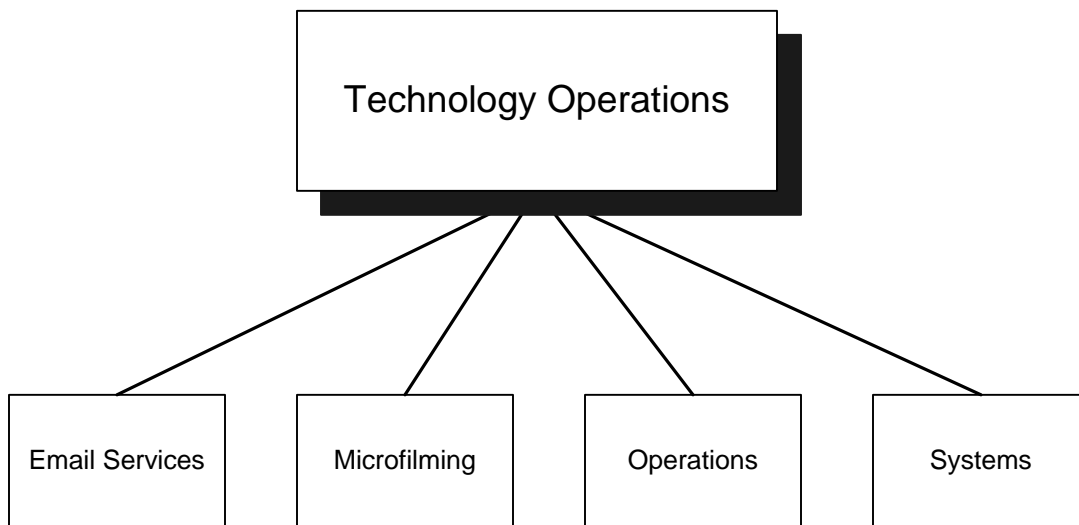 Technology Operations
Email Services
Microfilming
Operations
Systems